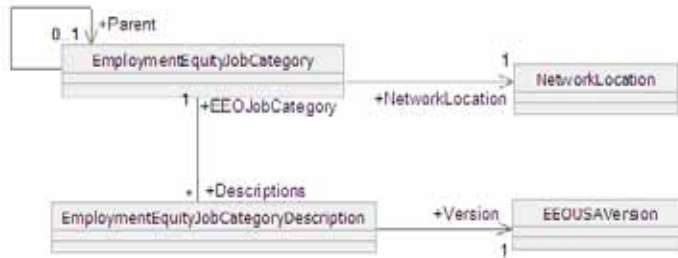 +Parent
0..1
EmploymentEquityJobCategory
1
NetworkLocation
1
+EEOJobCategory
+NetworkLocation
*
+Descriptions
EmploymentEquityJobCategoryDescription
+Version
EEOUSAVersion
1